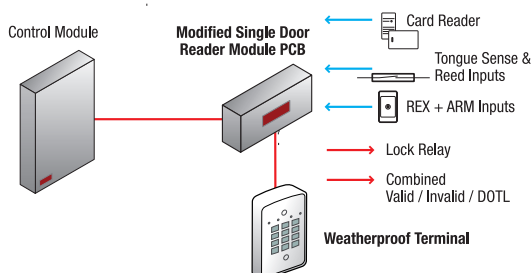 Control Module
Modified Single Door
Reader Module PCB
Card Reader
Tongue Sense &
Reed Inputs
REX + ARM Inputs
Lock Relay
Combined
Valid / Invalid / DOTL
Weatherproof Terminal